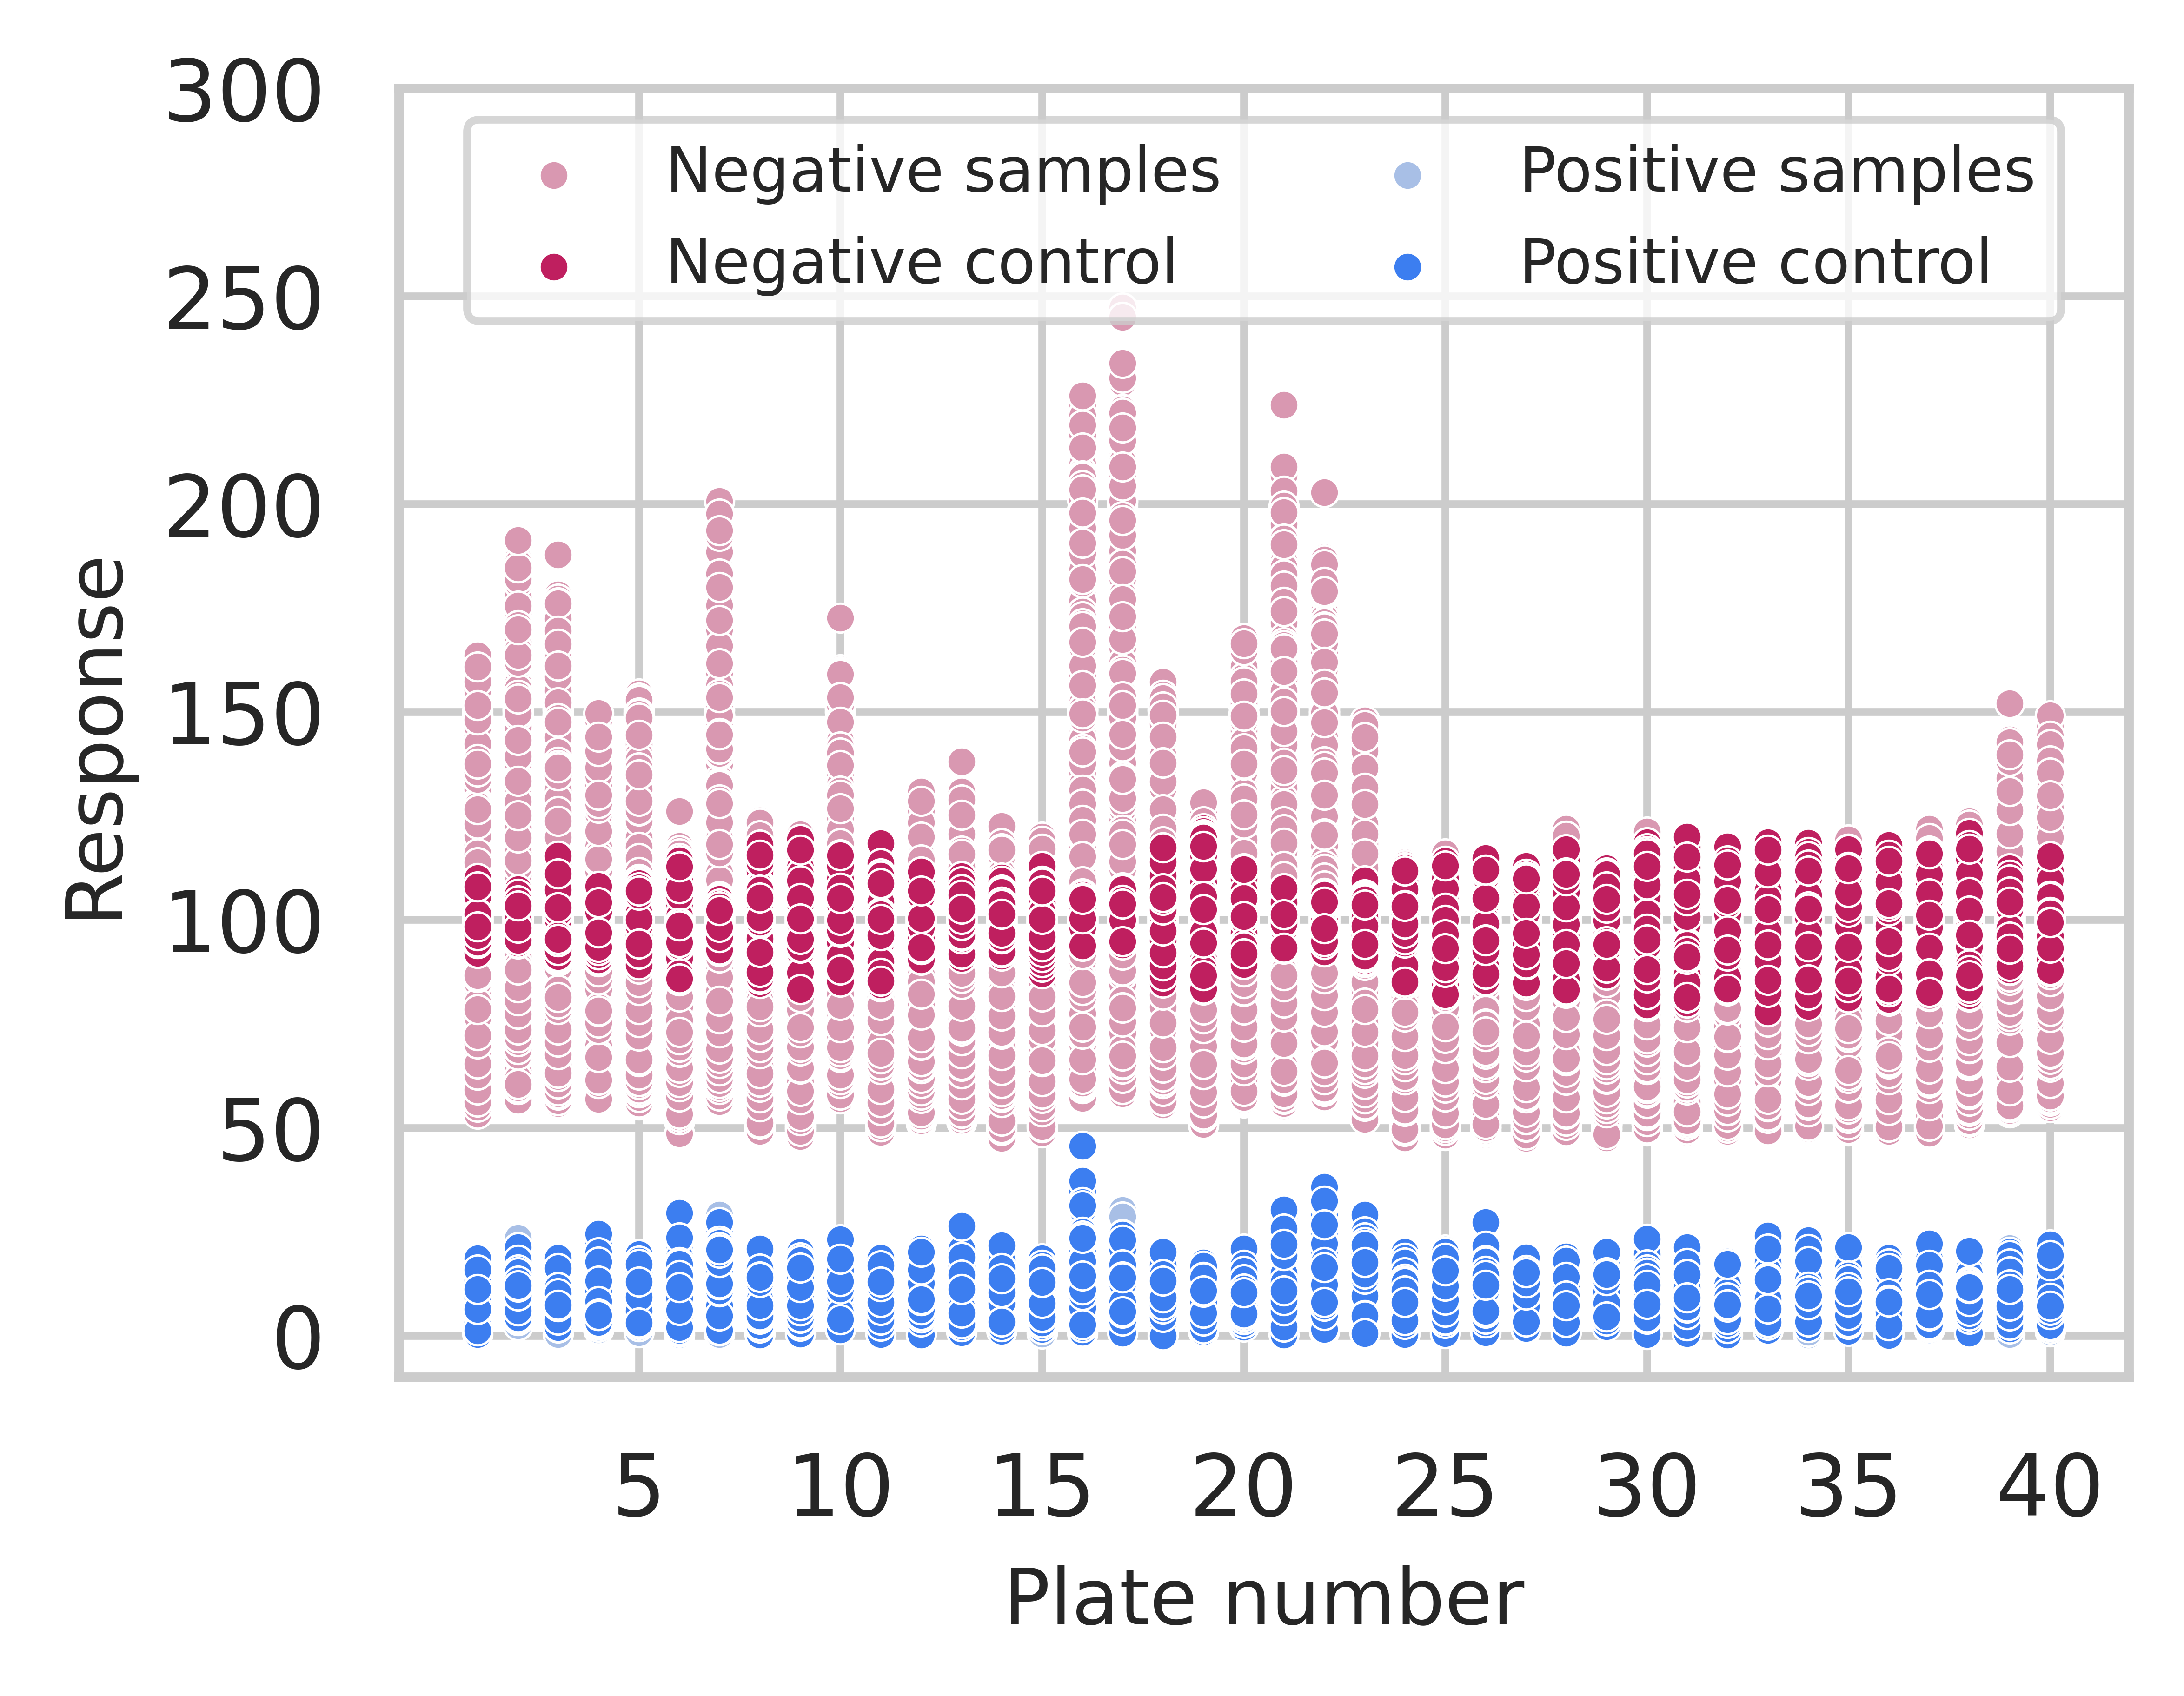 300
Negative samples Positive samples
Negative control Positive control
250
200
150
100
50
0
Response
5 10 15 20 25 30 35 40
Plate number